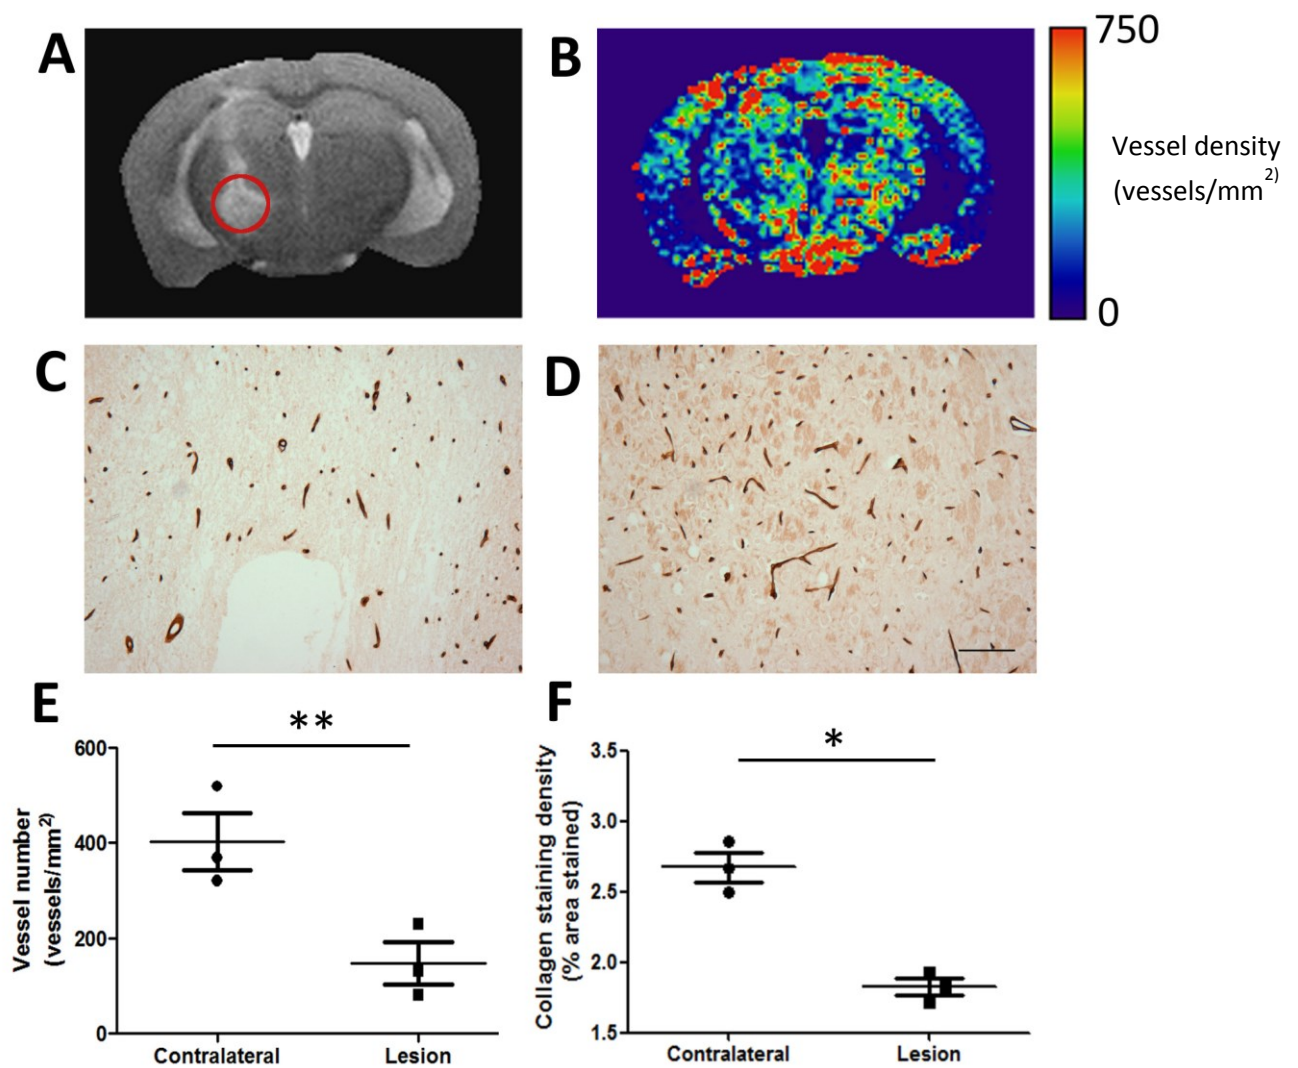 A
B
750
Vessel density
(vessels/mm²)
0
C
D
E
**
Vessel number
(vessels/mm²)
600
400
200
0
Contralateral
Lesion
F
*
Collagen staining density
(% area stained)
3.5
3.0
2.5
2.0
1.5
Contralateral
Lesion